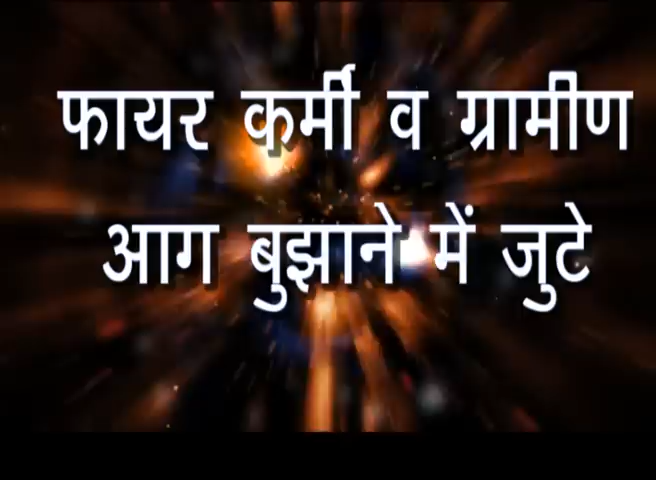 फायर कर्मी व ग्रामीण
आग बुझाने में जुटे